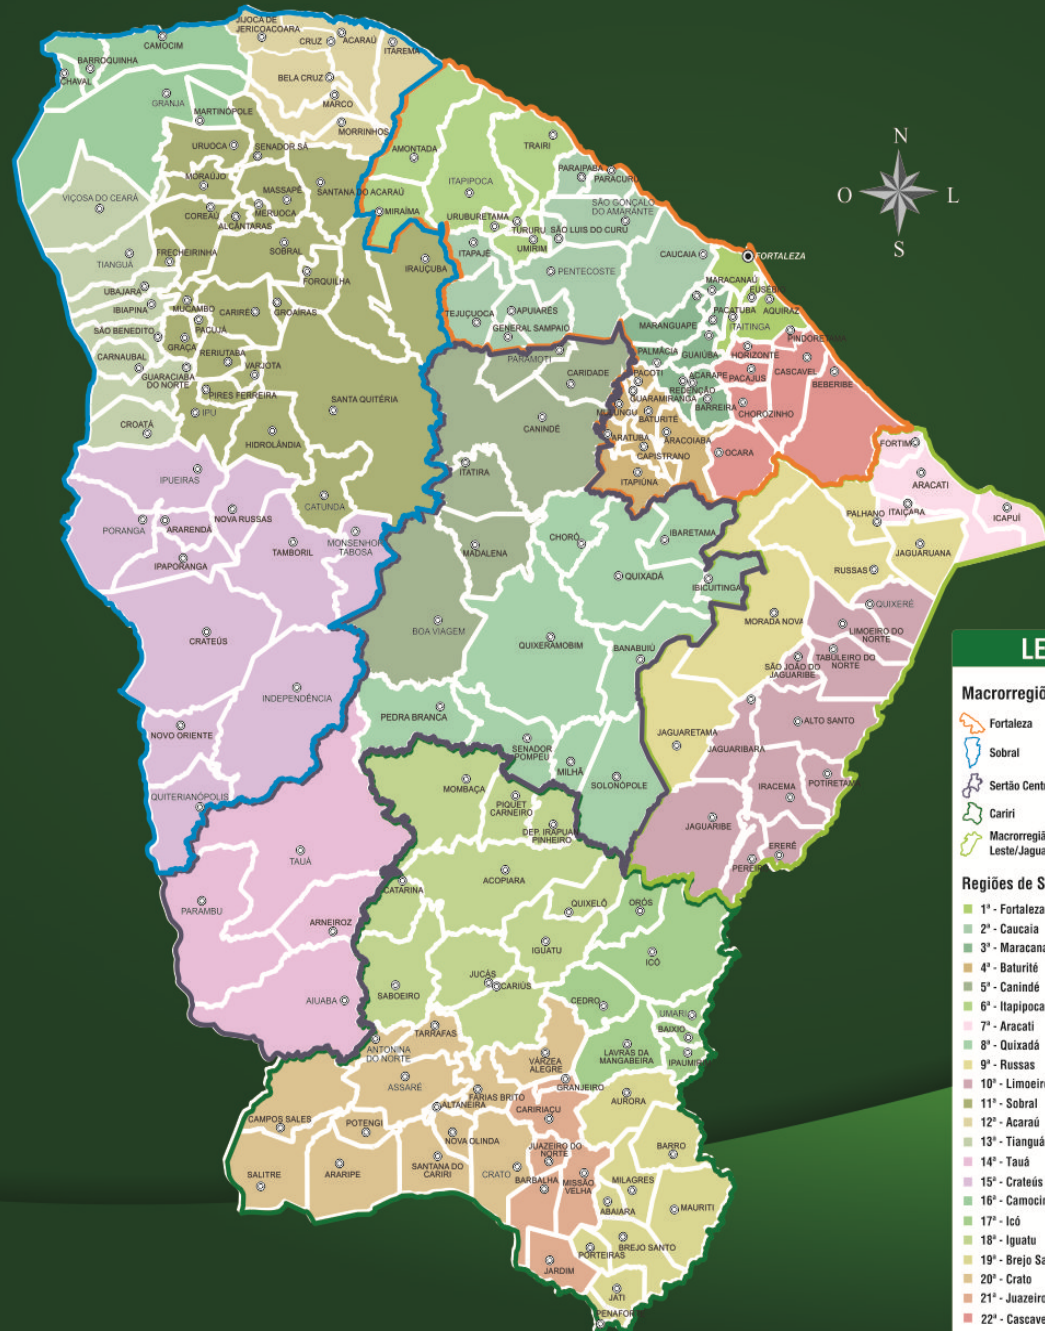 JIJOCA DE
JERICOACOARA
CRUZ
ACARAÚ
ITAREMA
CAMOCIM
BARROQUINHA
CHAVAL
BELA CRUZ
MARCO
GRANJA
MARTINÓPOLE
MORRINHOS
URUOCA
SENADOR SÁ
AMONTADA
TRAIRI
MORAÚJO
MASSAPÊ
SANTANA DO ACARAÚ
ITAPIPOCA
PARAIPABA
PARACURU
VIÇOSA DO CEARÁ
COREAÚ
MERUOCA
ALCÂNTARAS
MIRAÍMA
URUBURETAMA
TURURU
SÃO GONÇALO
DO AMARANTE
SÃO LUIS DO CURU
UMIRIM
FRECHEIRINHA
SOBRAL
TIANGUÁ
FORQUILHA
IRAUÇUBA
ITAPAJÉ
PENTECOSTE
CAUCAIA
FORTALEZA
UBAJARA
IBIAPINA
MUCAMBO
CARIRÉ
GROAÍRAS
TEJUÇUOCA
APUIARÉS
GENERAL SAMPAIO
MARACANAÚ
EUSÉBIO
AQUIRAZ
PACATUBA
ITAITINGA
MARANGUAPE
SÃO BENEDITO
PACUJÁ
GRAÇA
RERIUTABA
VARJOTA
CARNAUBAL
GUARACIABA
DO NORTE
PIRES FERREIRA
IPU
CROATÁ
HIDROLÂNDIA
SANTA QUITÉRIA
PARAMOTI
CARIDADE
CANINDÉ
PALMÁCIA
GUAIÚBA
HORIZONTE
PINDORETAMA
PACOTI
ACARAPE
REDENÇÃO
PACAJUS
CASCAVEL
BEBERIBE
GUARAMIRANGA
MULUNGU
BATURITÉ
BARREIRA
CHOROZINHO
ARATUBA
ARACOIABA
CAPISTRANO
OCARA
ITAPIÚNA
FORTIM
ARACATI
ITAIÇABA
ICAPUÍ
PALHANO
JAGUARUANA
RUSSAS
IPUEIRAS
ITATIRA
CATUNDA
PORANGA
ARARENDÁ
NOVA RUSSAS
TAMBORIL
MONSENHOR
TABOSA
IPAPORANGA
MADALENA
CHORÓ
IBARETAMA
QUIXADÁ
IBICUITINGA
CRATEÚS
BOA VIAGEM
QUIXERAMOBIM
BANABUIÚ
MORADA NOVA
QUIXERÉ
LIMOEIRO DO
NORTE
TABULEIRO DO
NORTE
SÃO JOÃO DO
JAGUARIBE
INDEPENDÊNCIA
PEDRA BRANCA
NOVO ORIENTE
SENADOR
POMPEU
MILHÃ
SOLONÓPOLE
JAGUARETAMA
JAGUARIBARA
ALTO SANTO
QUITERIANÓPOLIS
MOMBAÇA
PIQUET
CARNEIRO
DEP. IRAPUAN
PINHEIRO
JAGUARIBE
IRACEMA
POTIRETAMA
ERERÊ
PEREIRO
TAUÁ
CATARINA
ACOPIARA
QUIXELÔ
ORÓS
PARAMBU
ARNEIROZ
IGUATU
ICÓ
AIUABA
SABOEIRO
JUCÁS
CARIÚS
CEDRO
UMARI
BAIXIO
ANTONINA
DO NORTE
TARRAFAS
VÁRZEA
ALEGRE
LAVRAS DA
MANGABEIRA
IPAUMIRIM
ASSARÉ
GRANJEIRO
AURORA
CAMPOS SALES
POTENGI
ALTANEIRA
FARIAS BRITO
CARIRIAÇU
NOVA OLINDA
JUAZEIRO DO
NORTE
BARRO
SALITRE
ARARIPE
SANTANA DO
CARIRI
CRATO
BARBALHA
MISSÃO
VELHA
MILAGRES
ABAIARA
MAURITI
JARDIM
PORTEIRAS
BREJO SANTO
JATI
PENAFORT
N
O
L
S
LE
Macrorregiõ
Fortaleza
Sobral
Sertão Centr
Cariri
Macrorregiã
Leste/Jagua
Regiões de S
1ª - Fortaleza
2ª - Caucaia
3ª - Maracana
4ª - Baturité
5ª - Canindé
6ª - Itapipoca
7ª - Aracati
8ª - Quixadá
9ª - Russas
10ª - Limoeiro
11ª - Sobral
12ª - Acaraú
13ª - Tianguá
14ª - Tauá
15ª - Crateús
16ª - Camocim
17ª - Icó
18ª - Iguatu
19ª - Brejo Sa
20ª - Crato
21ª - Juazeiro
22ª - Cascave